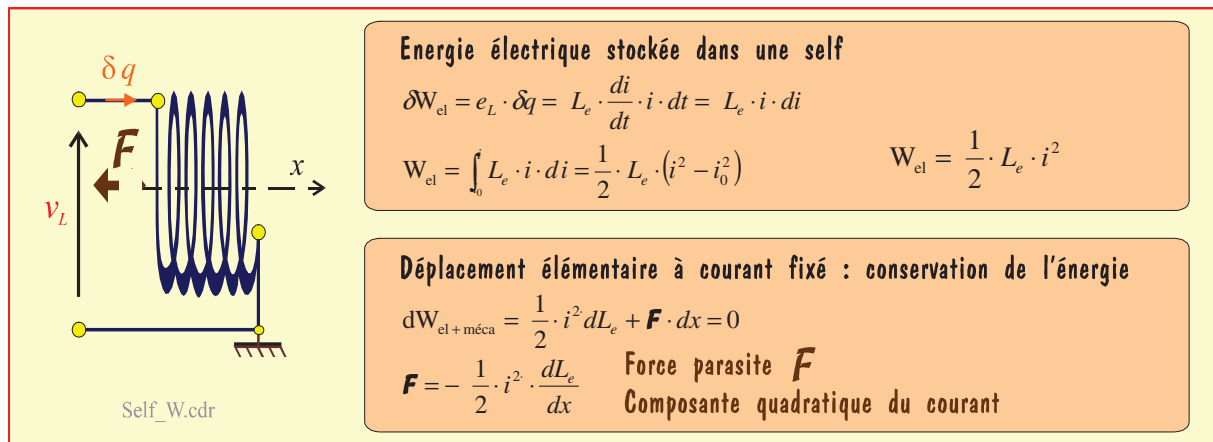 δq
F
x
v_L
Self_W.cdr
Energie électrique stockée dans une self
δW_el = e_L · δq = L_e · di/dt · i · dt = L_e · i · di
W_el = ∫_{i_0}^{i} L_e · i · di = 1/2 · L_e · (i² − i_0²)
W_el = 1/2 · L_e · i²
Déplacement élémentaire à courant fixé : conservation de l'énergie
dW_{el+méca} = 1/2 · i²· dL_e + F · dx = 0
F = − 1/2 · i²· · dL_e/dx
Force parasite F
Composante quadratique du courant